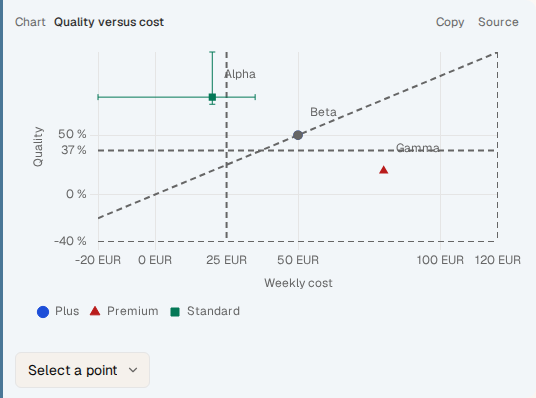 Chart Quality versus cost Copy Source
Alpha
Beta
Gamma
Quality
50 %
37 %
0 %
-40 %
-20 EUR 0 EUR 25 EUR 50 EUR 100 EUR 120 EUR
Weekly cost
Plus Premium Standard
Select a point